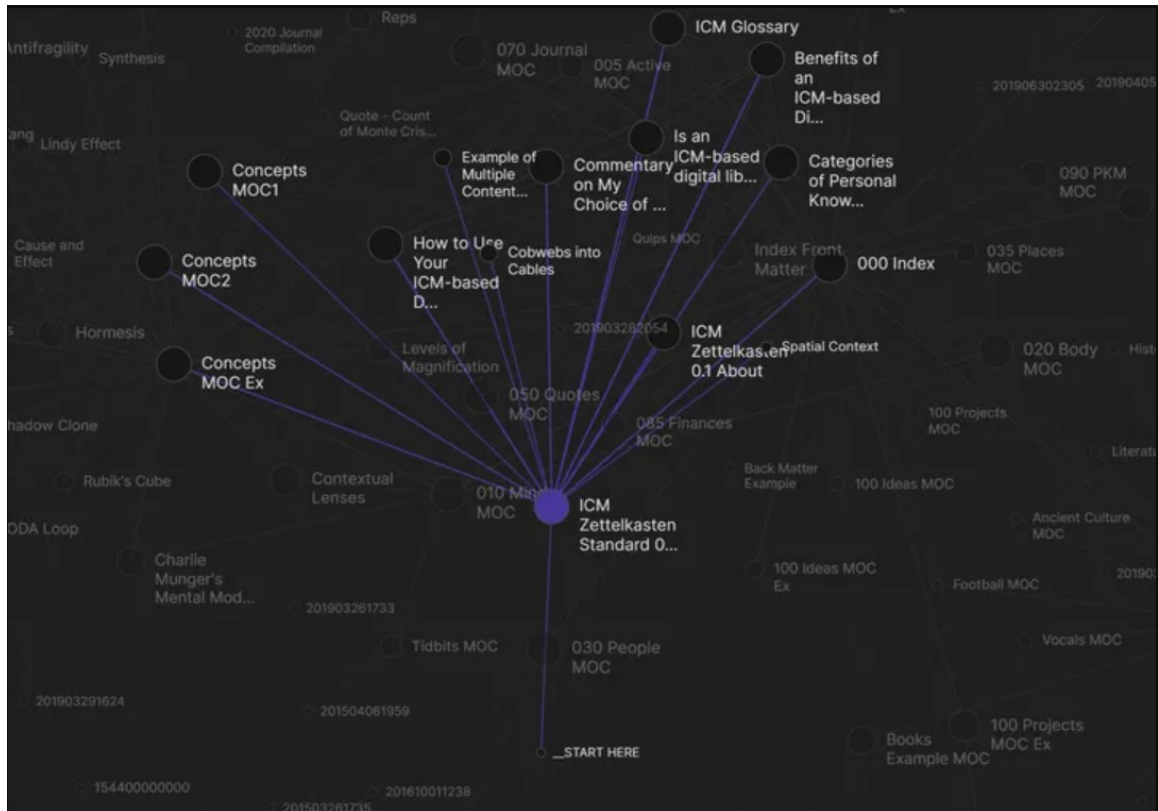 Reps
ICM Glossary
2020 Journal
Compilation
Antifragility
Synthesis
070 Journal
MOC
005 Active
MOC
Benefits of
an
ICM-based
Di...
201906302305
Quote - Count
of Monte Cris...
Lindy Effect
Is an
ICM-based
digital lib...
Example of
Multiple
Content...
Commentary
on My
Choice of ...
Categories
of Personal
Know...
Concepts
MOC1
090 PKM
MOC
Cause and
Effect
Concepts
MOC2
How to Use
Your
ICM-based
D...
Cobwebs into
Cables
Quips MOC
Index Front
Matter
000 Index
035 Places
MOC
Hormesis
201903282054
ICM
Zettelkasten
0.1 About
Spatial Context
Levels of
Magnification
020 Body
MOC
Concepts
MOC Ex
050 Quotes
MOC
085 Finances
MOC
100 Projects
MOC
hadow Clone
Rubik's Cube
Contextual
Lenses
010 Mind
MOC
Back Matter
Example
100 Ideas MOC
ICM
Zettelkasten
Standard 0...
Ancient Culture
MOC
ODA Loop
Charlie
Munger's
Mental Mod...
100 Ideas MOC
Ex
Football MOC
201903261733
Tidbits MOC
030 People
MOC
Vocals MOC
201903291624
201504061959
__START HERE
Books
Example MOC
100 Projects
MOC Ex
154400000000
201610011238
201503261735